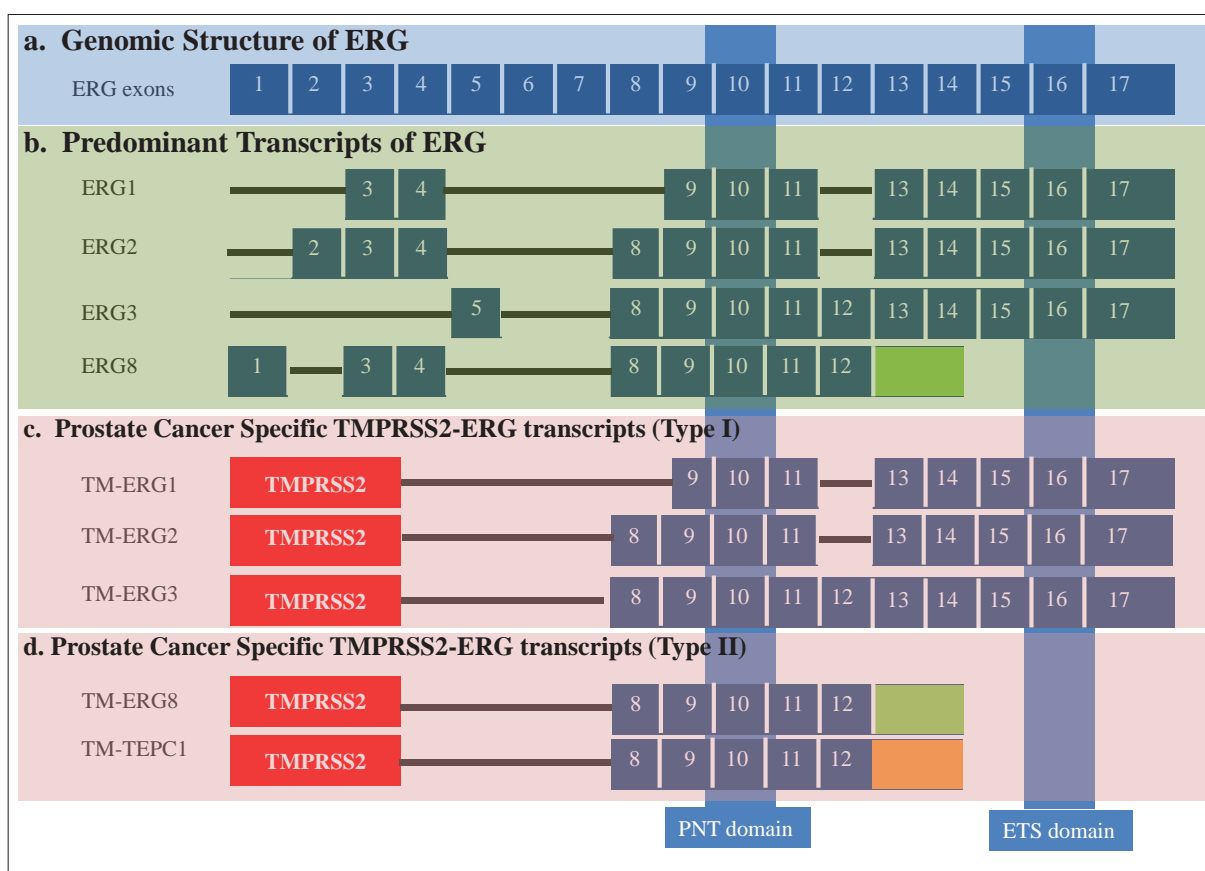 a. Genomic Structure of ERG
ERG exons 1 2 3 4 5 6 7 8 9 10 11 12 13 14 15 16 17
b. Predominant Transcripts of ERG
ERG1 3 4 9 10 11 13 14 15 16 17
ERG2 2 3 4 8 9 10 11 13 14 15 16 17
ERG3 5 8 9 10 11 12 13 14 15 16 17
ERG8 1 3 4 8 9 10 11 12
c. Prostate Cancer Specific TMPRSS2-ERG transcripts (Type I)
TM-ERG1 TMPRSS2 9 10 11 13 14 15 16 17
TM-ERG2 TMPRSS2 8 9 10 11 13 14 15 16 17
TM-ERG3 TMPRSS2 8 9 10 11 12 13 14 15 16 17
d. Prostate Cancer Specific TMPRSS2-ERG transcripts (Type II)
TM-ERG8 TMPRSS2 8 9 10 11 12
TM-TEPC1 TMPRSS2 8 9 10 11 12
PNT domain ETS domain